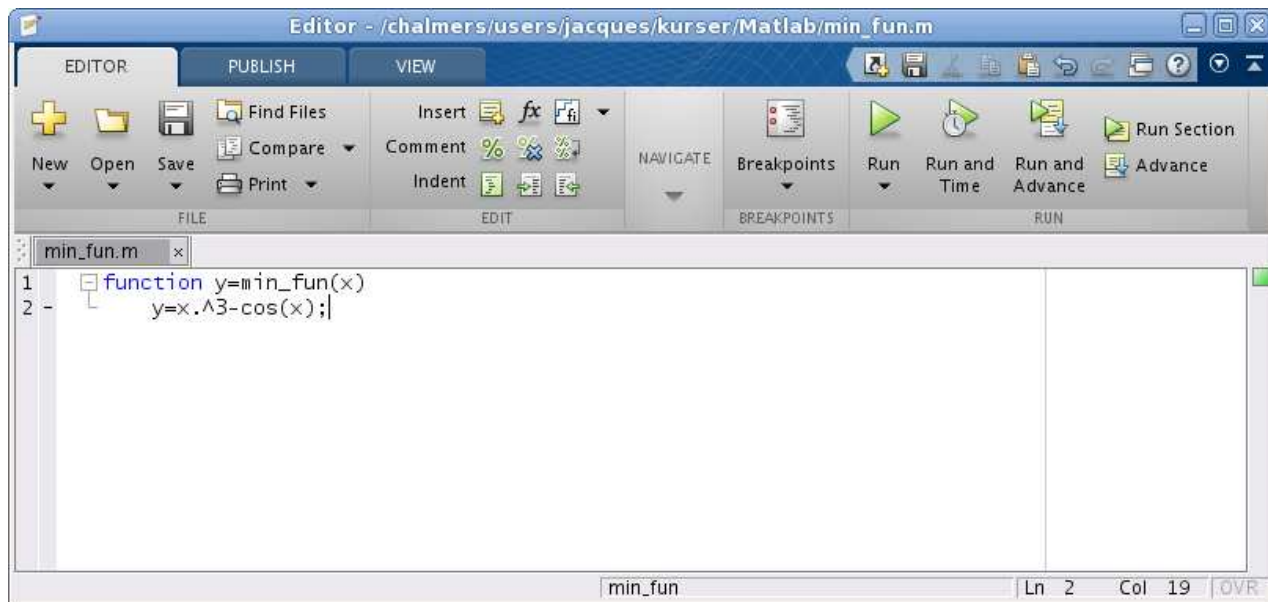 Editor - /chalmers/users/jacques/kurser/Matlab/min_fun.m
EDITOR PUBLISH VIEW
New Open Save Find Files Compare Print
FILE
Insert fx fi
Comment % %
Indent
EDIT
NAVIGATE
Breakpoints
BREAKPOINTS
Run Run and Time Run and Advance Run Section Advance
RUN
min_fun.m
1 function y=min_fun(x)
2 - y=x.^3-cos(x);
min_fun Ln 2 Col 19 OVR